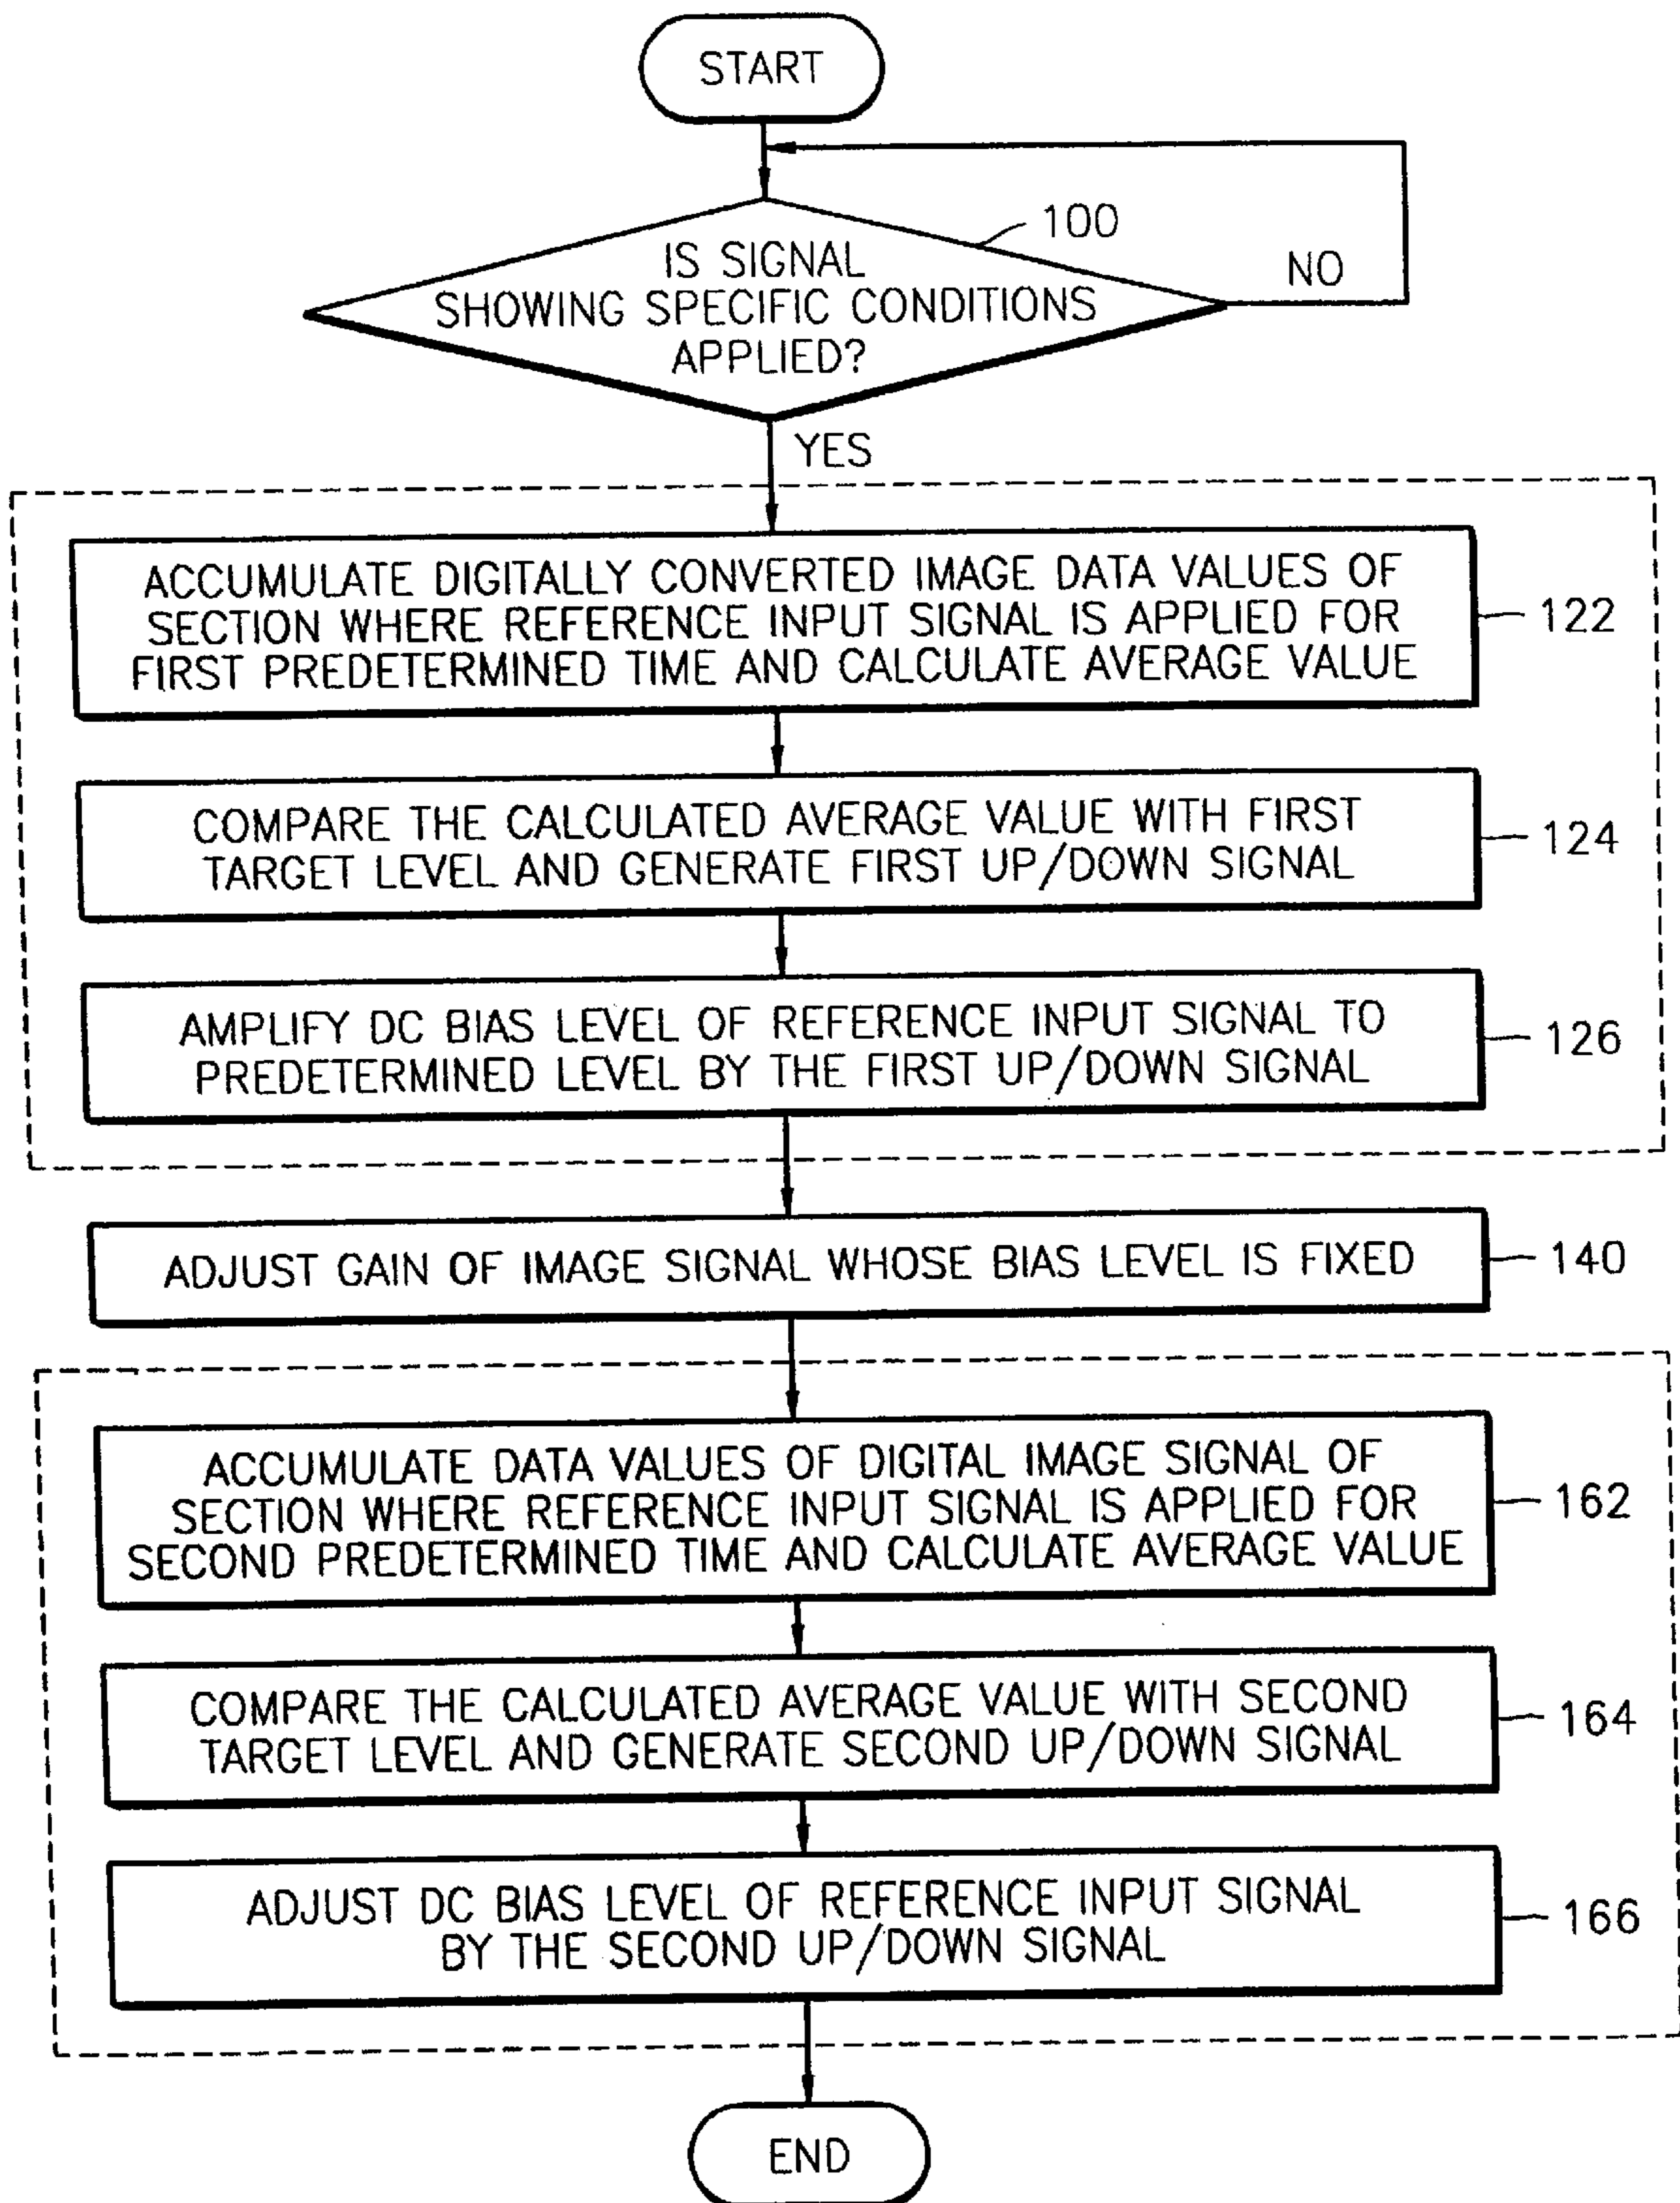 START
100
IS SIGNAL
SHOWING SPECIFIC CONDITIONS
APPLIED?
NO
YES
ACCUMULATE DIGITALLY CONVERTED IMAGE DATA VALUES OF
SECTION WHERE REFERENCE INPUT SIGNAL IS APPLIED FOR
FIRST PREDETERMINED TIME AND CALCULATE AVERAGE VALUE
122
COMPARE THE CALCULATED AVERAGE VALUE WITH FIRST
TARGET LEVEL AND GENERATE FIRST UP/DOWN SIGNAL
124
AMPLIFY DC BIAS LEVEL OF REFERENCE INPUT SIGNAL TO
PREDETERMINED LEVEL BY THE FIRST UP/DOWN SIGNAL
126
ADJUST GAIN OF IMAGE SIGNAL WHOSE BIAS LEVEL IS FIXED
140
ACCUMULATE DATA VALUES OF DIGITAL IMAGE SIGNAL OF
SECTION WHERE REFERENCE INPUT SIGNAL IS APPLIED FOR
SECOND PREDETERMINED TIME AND CALCULATE AVERAGE VALUE
162
COMPARE THE CALCULATED AVERAGE VALUE WITH SECOND
TARGET LEVEL AND GENERATE SECOND UP/DOWN SIGNAL
164
ADJUST DC BIAS LEVEL OF REFERENCE INPUT SIGNAL
BY THE SECOND UP/DOWN SIGNAL
166
END